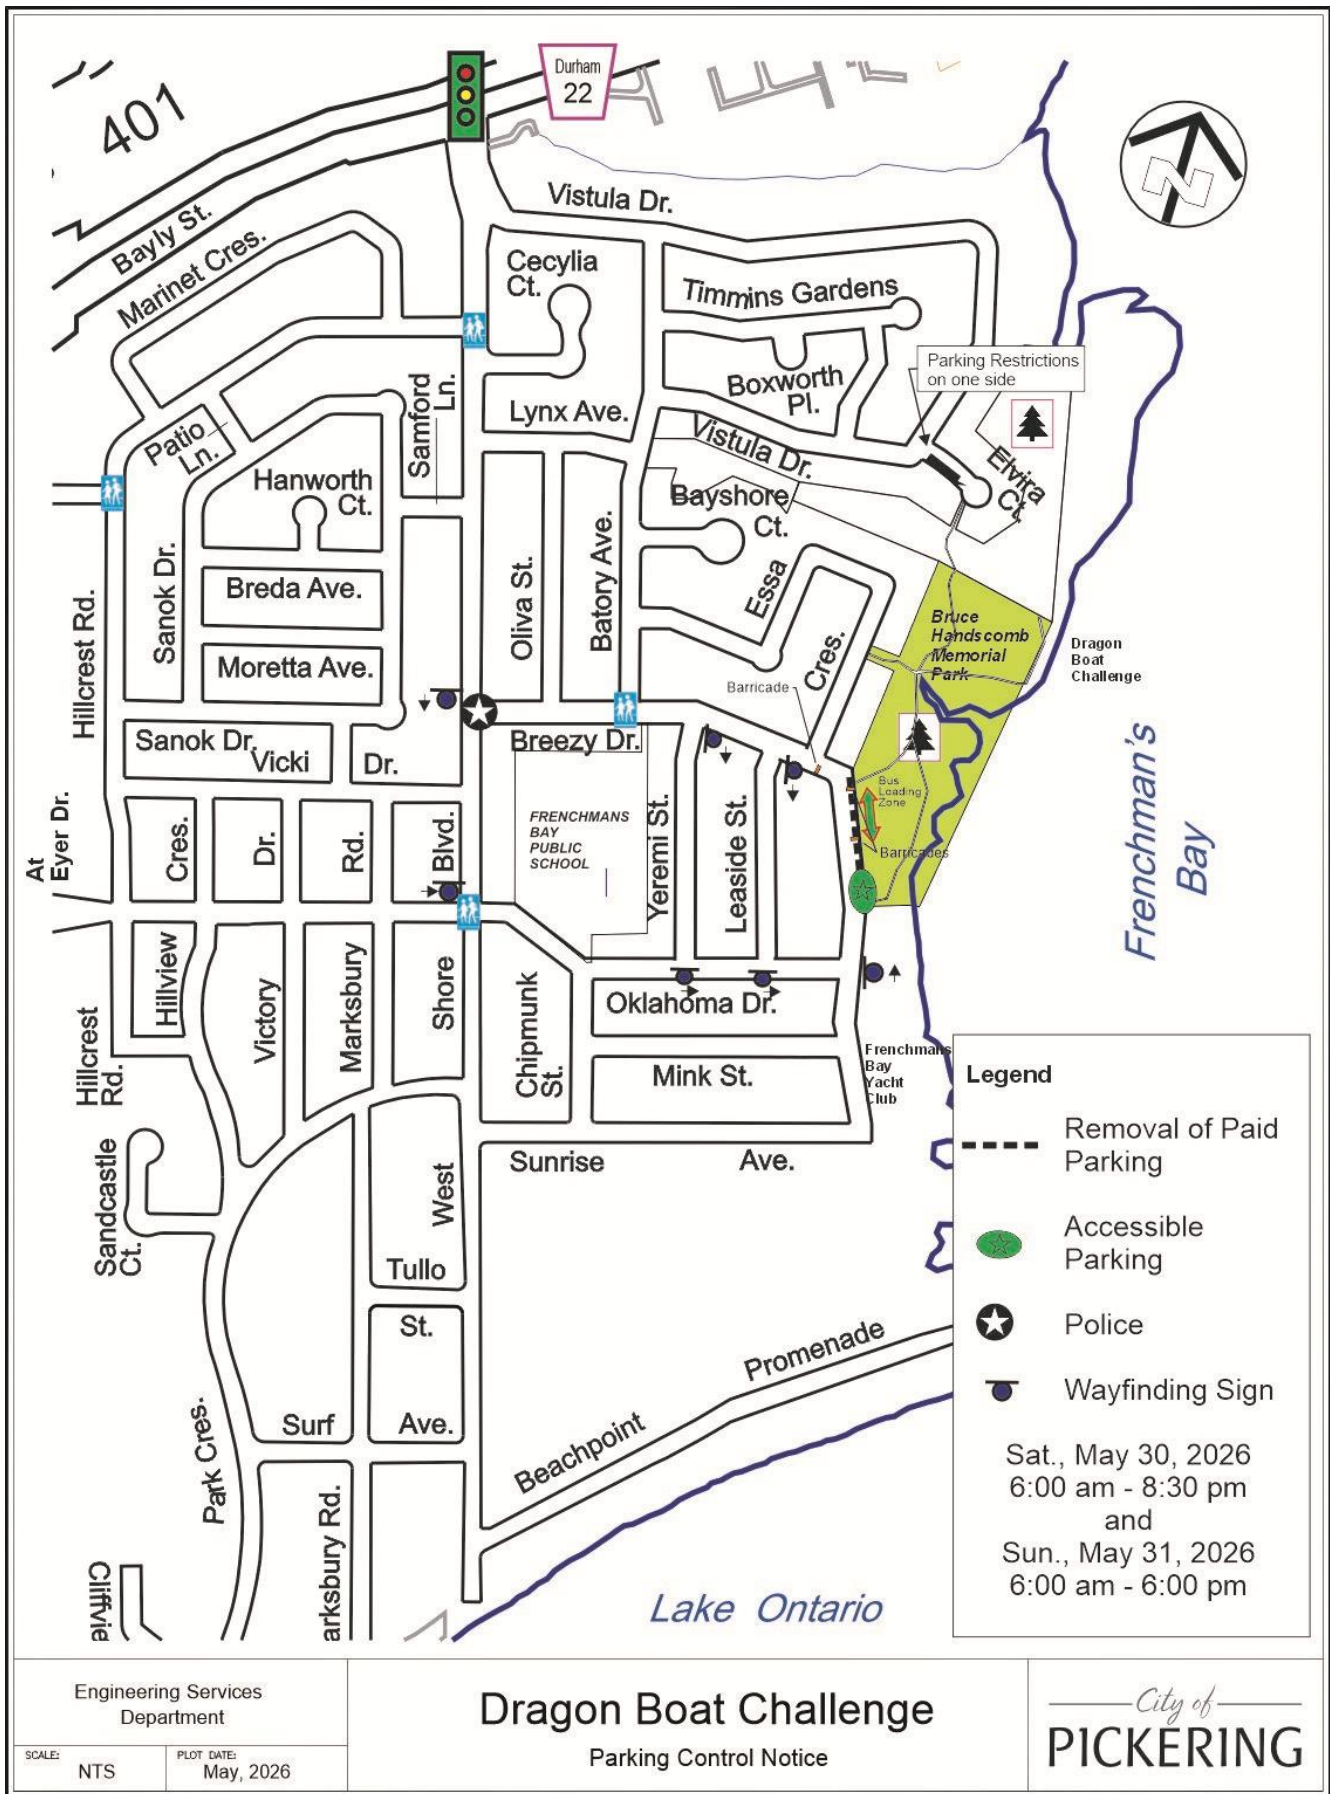 401
Durham
22
Bayly St.
Marinet Cres.
Vistula Dr.
N
Cecylia
Ct.
Timmins Gardens
Parking Restrictions
on one side
Boxworth
Pl.
Samford
Ln.
Lynx Ave.
Patio
Ln.
Vistula Dr.
Elvira
Ct.
Hanworth
Ct.
Bayshore
Ct.
Sanok Dr.
Hillcrest Rd.
Breda Ave.
Oliva St.
Batory Ave.
Essa
Cres.
Bruce
Handscomb
Memorial
Park
Dragon
Boat
Challenge
Moretta Ave.
Barricade
Sanok Dr.
Vicki
Dr.
Breezy Dr.
Bus
Loading
Zone
Barricades
Frenchman's
Bay
At
Eyer Dr.
Cres.
Dr.
Rd.
Blvd.
FRENCHMANS
BAY
PUBLIC
SCHOOL
Yeremi St.
Leaside St.
Hillview
Victory
Marksbury
Shore
Chipmunk
St.
Oklahoma Dr.
Hillcrest
Rd.
Mink St.
Frenchmans
Bay
Yacht
Club
Sandcastle
Ct.
West
Sunrise Ave.
Tullo
St.
Surf Ave.
Park Cres.
Beachpoint Promenade
arksbury Rd.
Cliffvie
Lake Ontario
Legend
Removal of Paid
Parking
Accessible
Parking
Police
Wayfinding Sign
Sat., May 30, 2026
6:00 am - 8:30 pm
and
Sun., May 31, 2026
6:00 am - 6:00 pm
Engineering Services
Department
SCALE:
NTS
PLOT DATE:
May, 2026
Dragon Boat Challenge
Parking Control Notice
City of
PICKERING